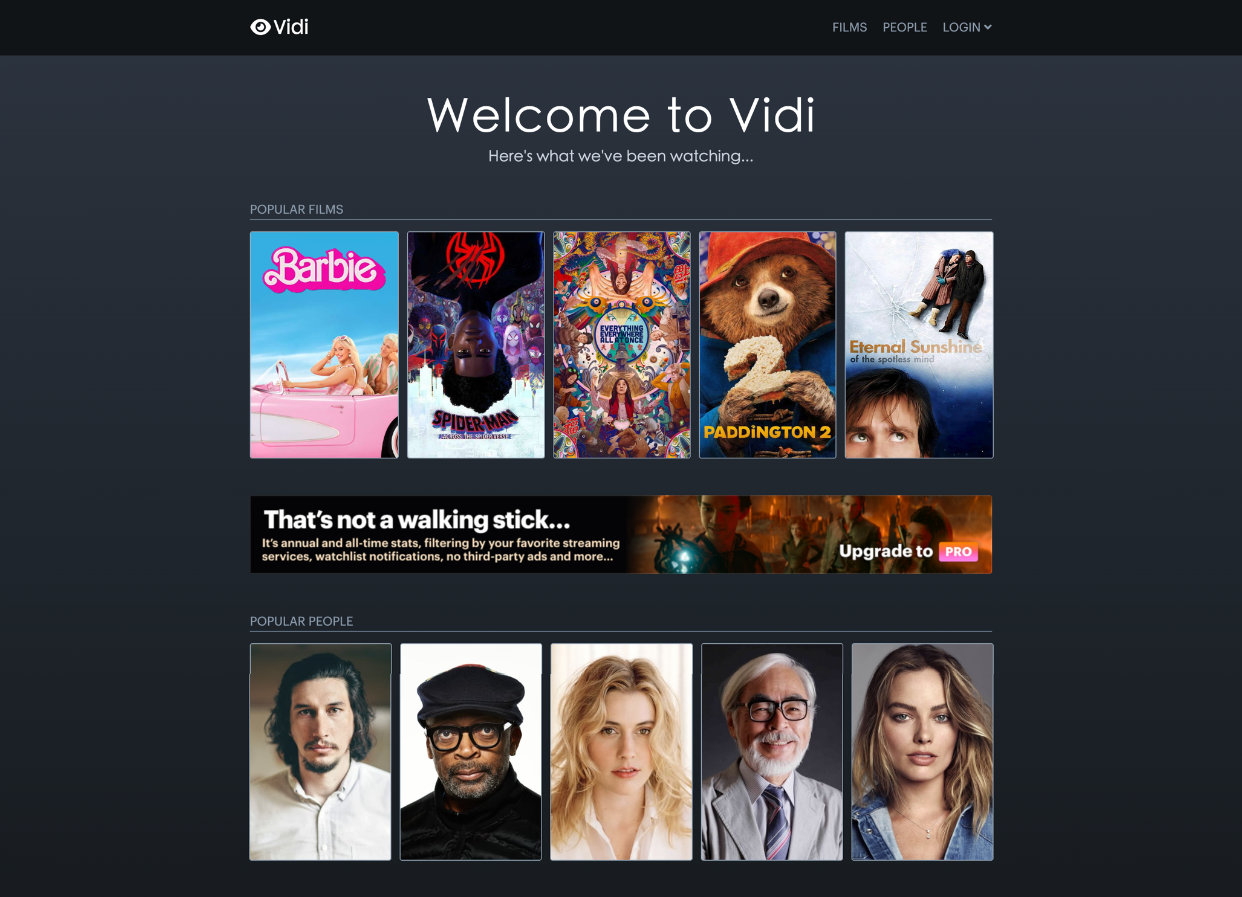 Vidi
FILMS PEOPLE LOGIN
Welcome to Vidi
Here's what we've been watching...
POPULAR FILMS
Barbie
SPIDER-MAN
ACROSS THE SPIDER-VERSE
EVERYTHING
EVERYWHERE
ALL AT ONCE
2
PADDINGTON 2
Eternal Sunshine
of the spotless mind
That's not a walking stick...
It's annual and all-time stats, filtering by your favorite streaming
services, watchlist notifications, no third-party ads and more...
Upgrade to PRO
POPULAR PEOPLE